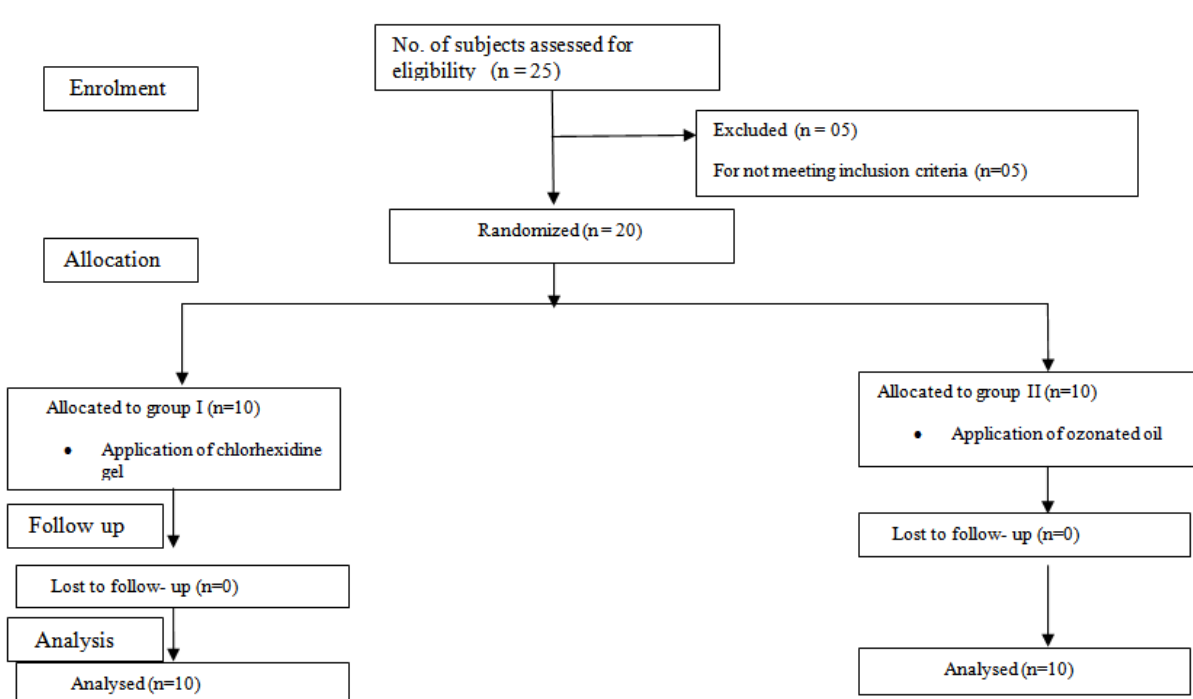 No. of subjects assessed for
eligibility (n = 25)
Enrolment
Excluded (n = 05)
For not meeting inclusion criteria (n=05)
Randomized (n = 20)
Allocation
Allocated to group I (n=10)
• Application of chlorhexidine
gel
Allocated to group II (n=10)
• Application of ozonated oil
Follow up
Lost to follow- up (n=0)
Lost to follow- up (n=0)
Analysis
Analysed (n=10)
Analysed (n=10)